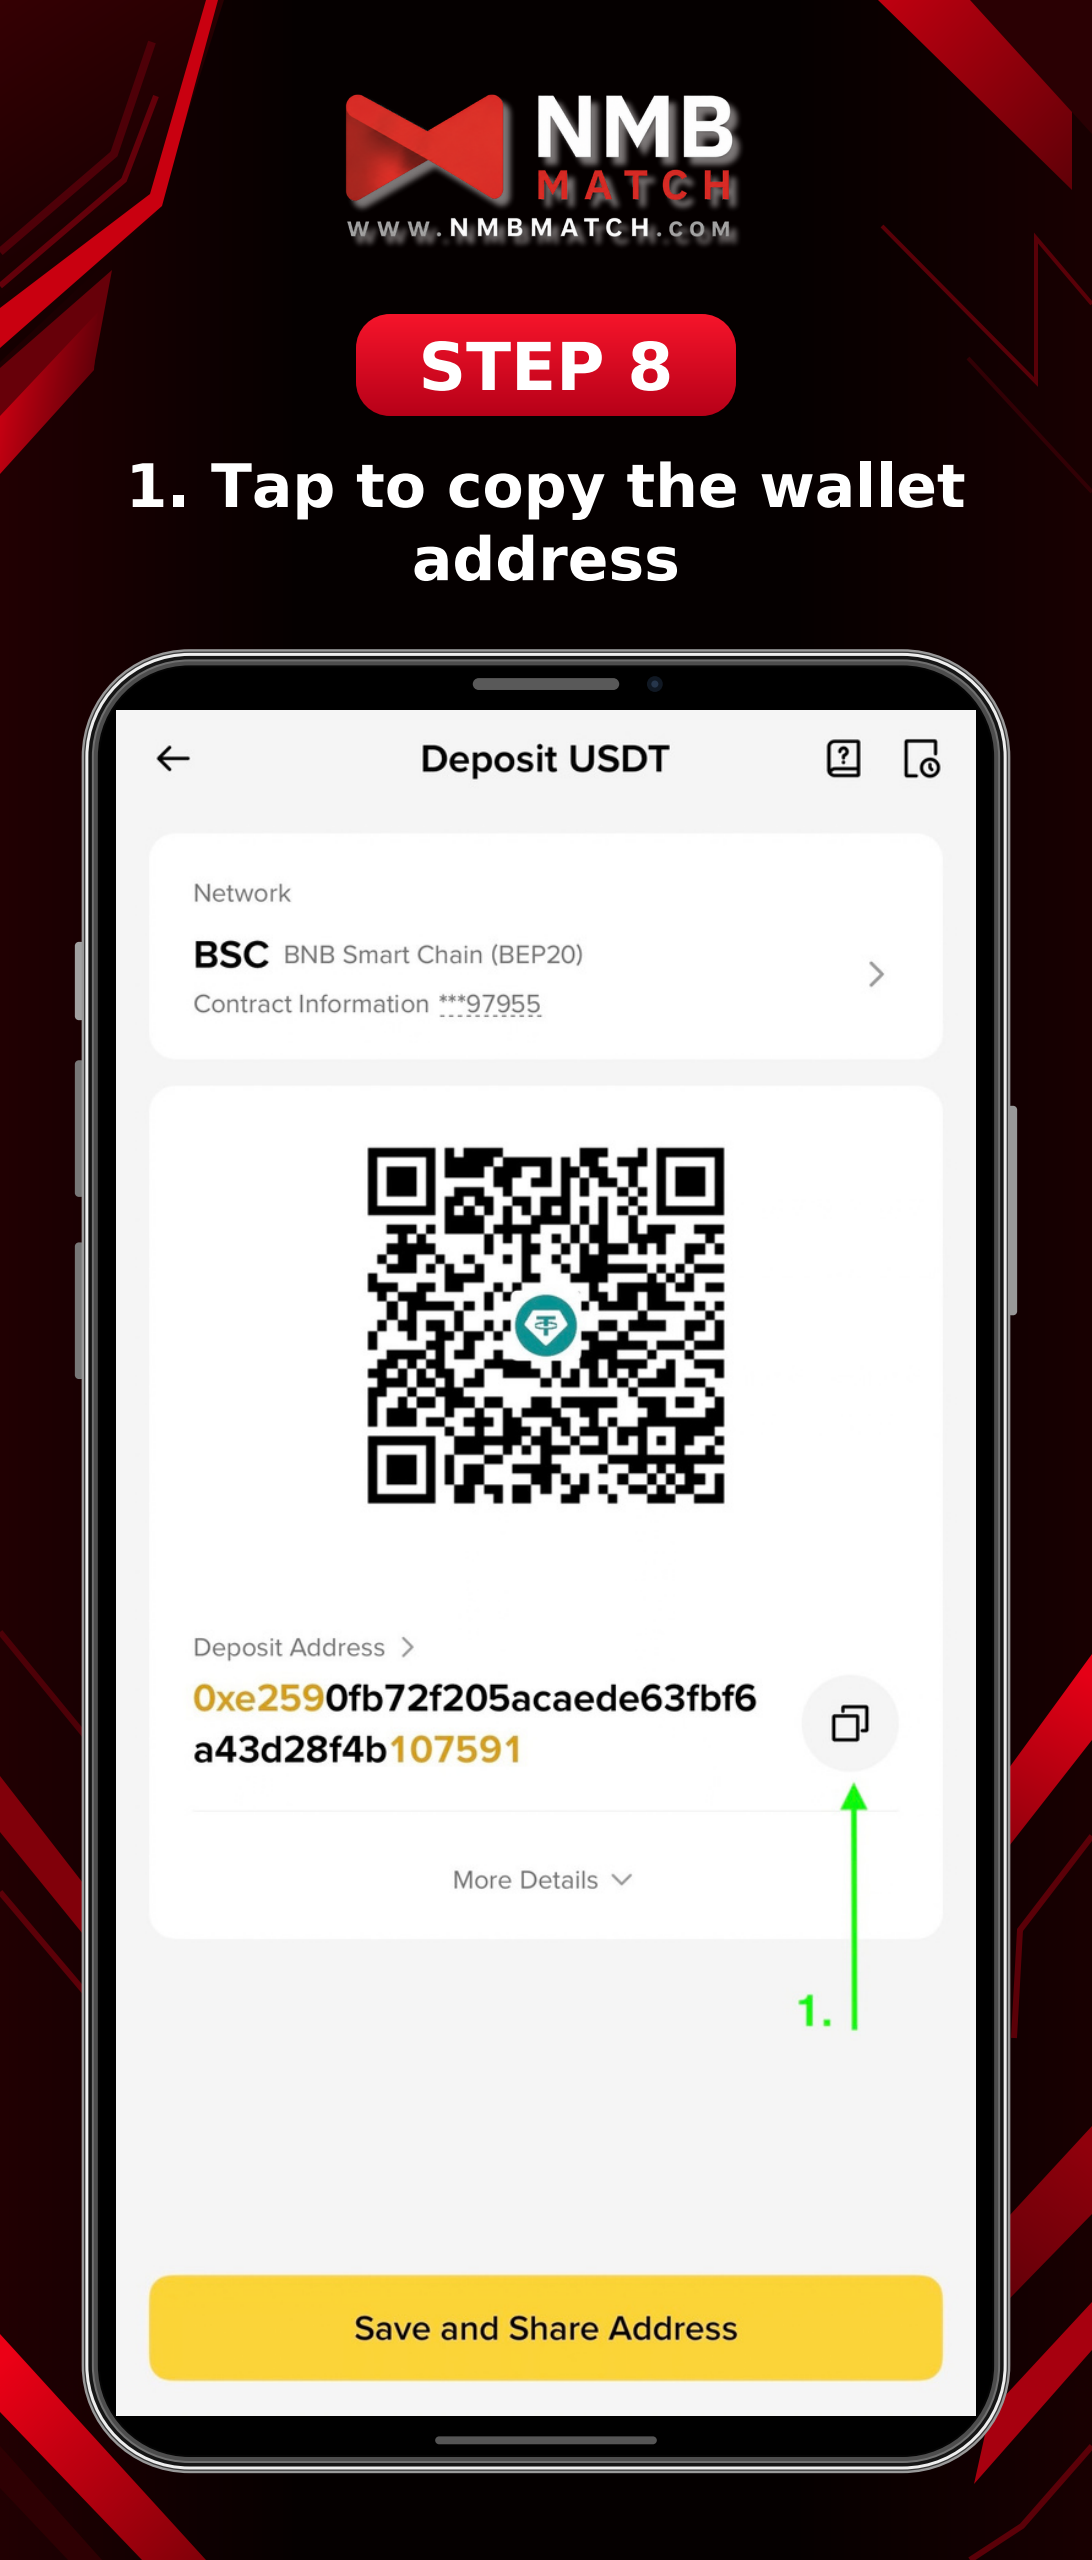 NMB
MATCH
WWW.NMBMATCH.COM
STEP 8
1. Tap to copy the wallet
address
Deposit USDT
Network
BSC BNB Smart Chain (BEP20)
Contract Information ***97955
Deposit Address
0xe2590fb72f205acaede63fbf6
a43d28f4b107591
More Details
1.
Save and Share Address